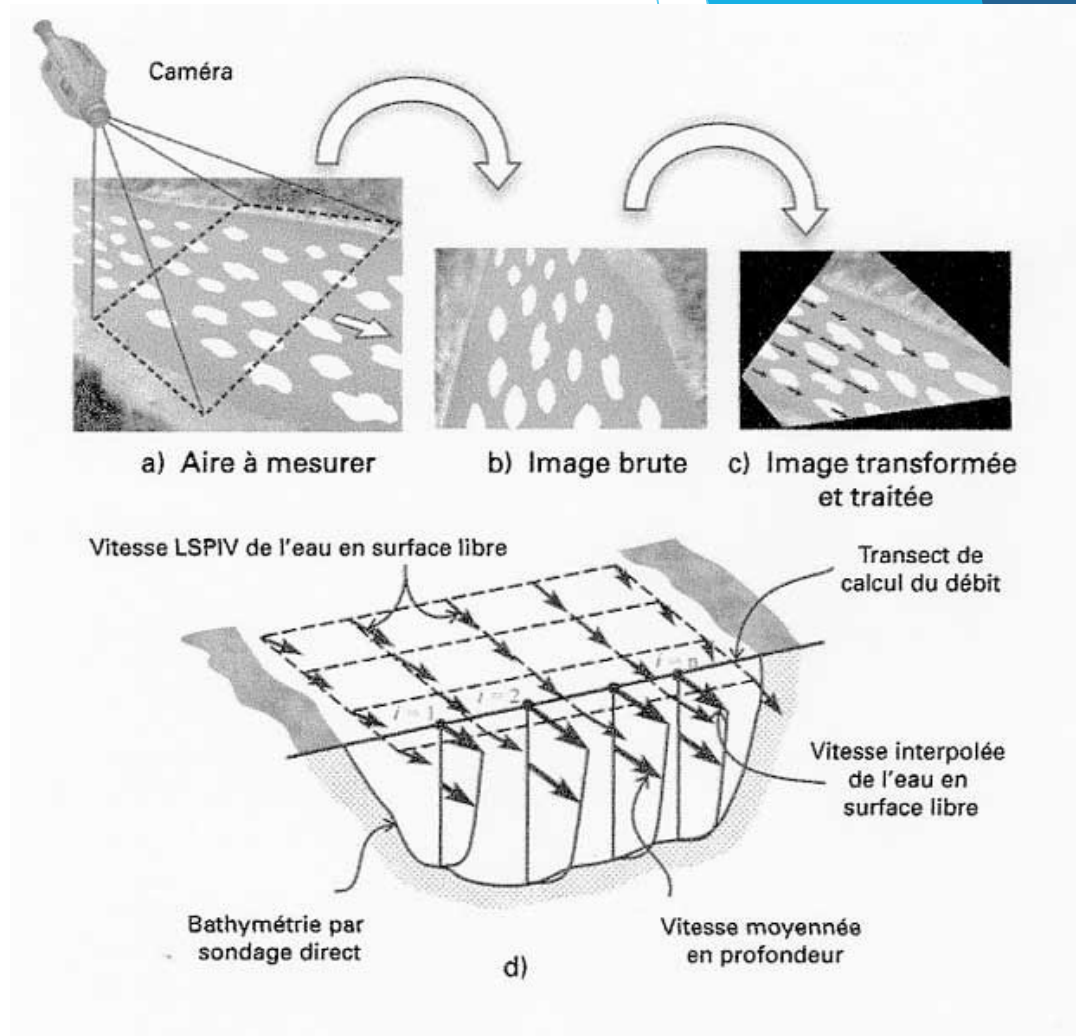 Caméra
a) Aire à mesurer
b) Image brute
c) Image transformée
et traitée
Vitesse LSPIV de l'eau en surface libre
Transect de
calcul du débit
i = 1
i = 2
i = n
Vitesse interpolée
de l'eau en
surface libre
Bathymétrie par
sondage direct
Vitesse moyennée
en profondeur
d)